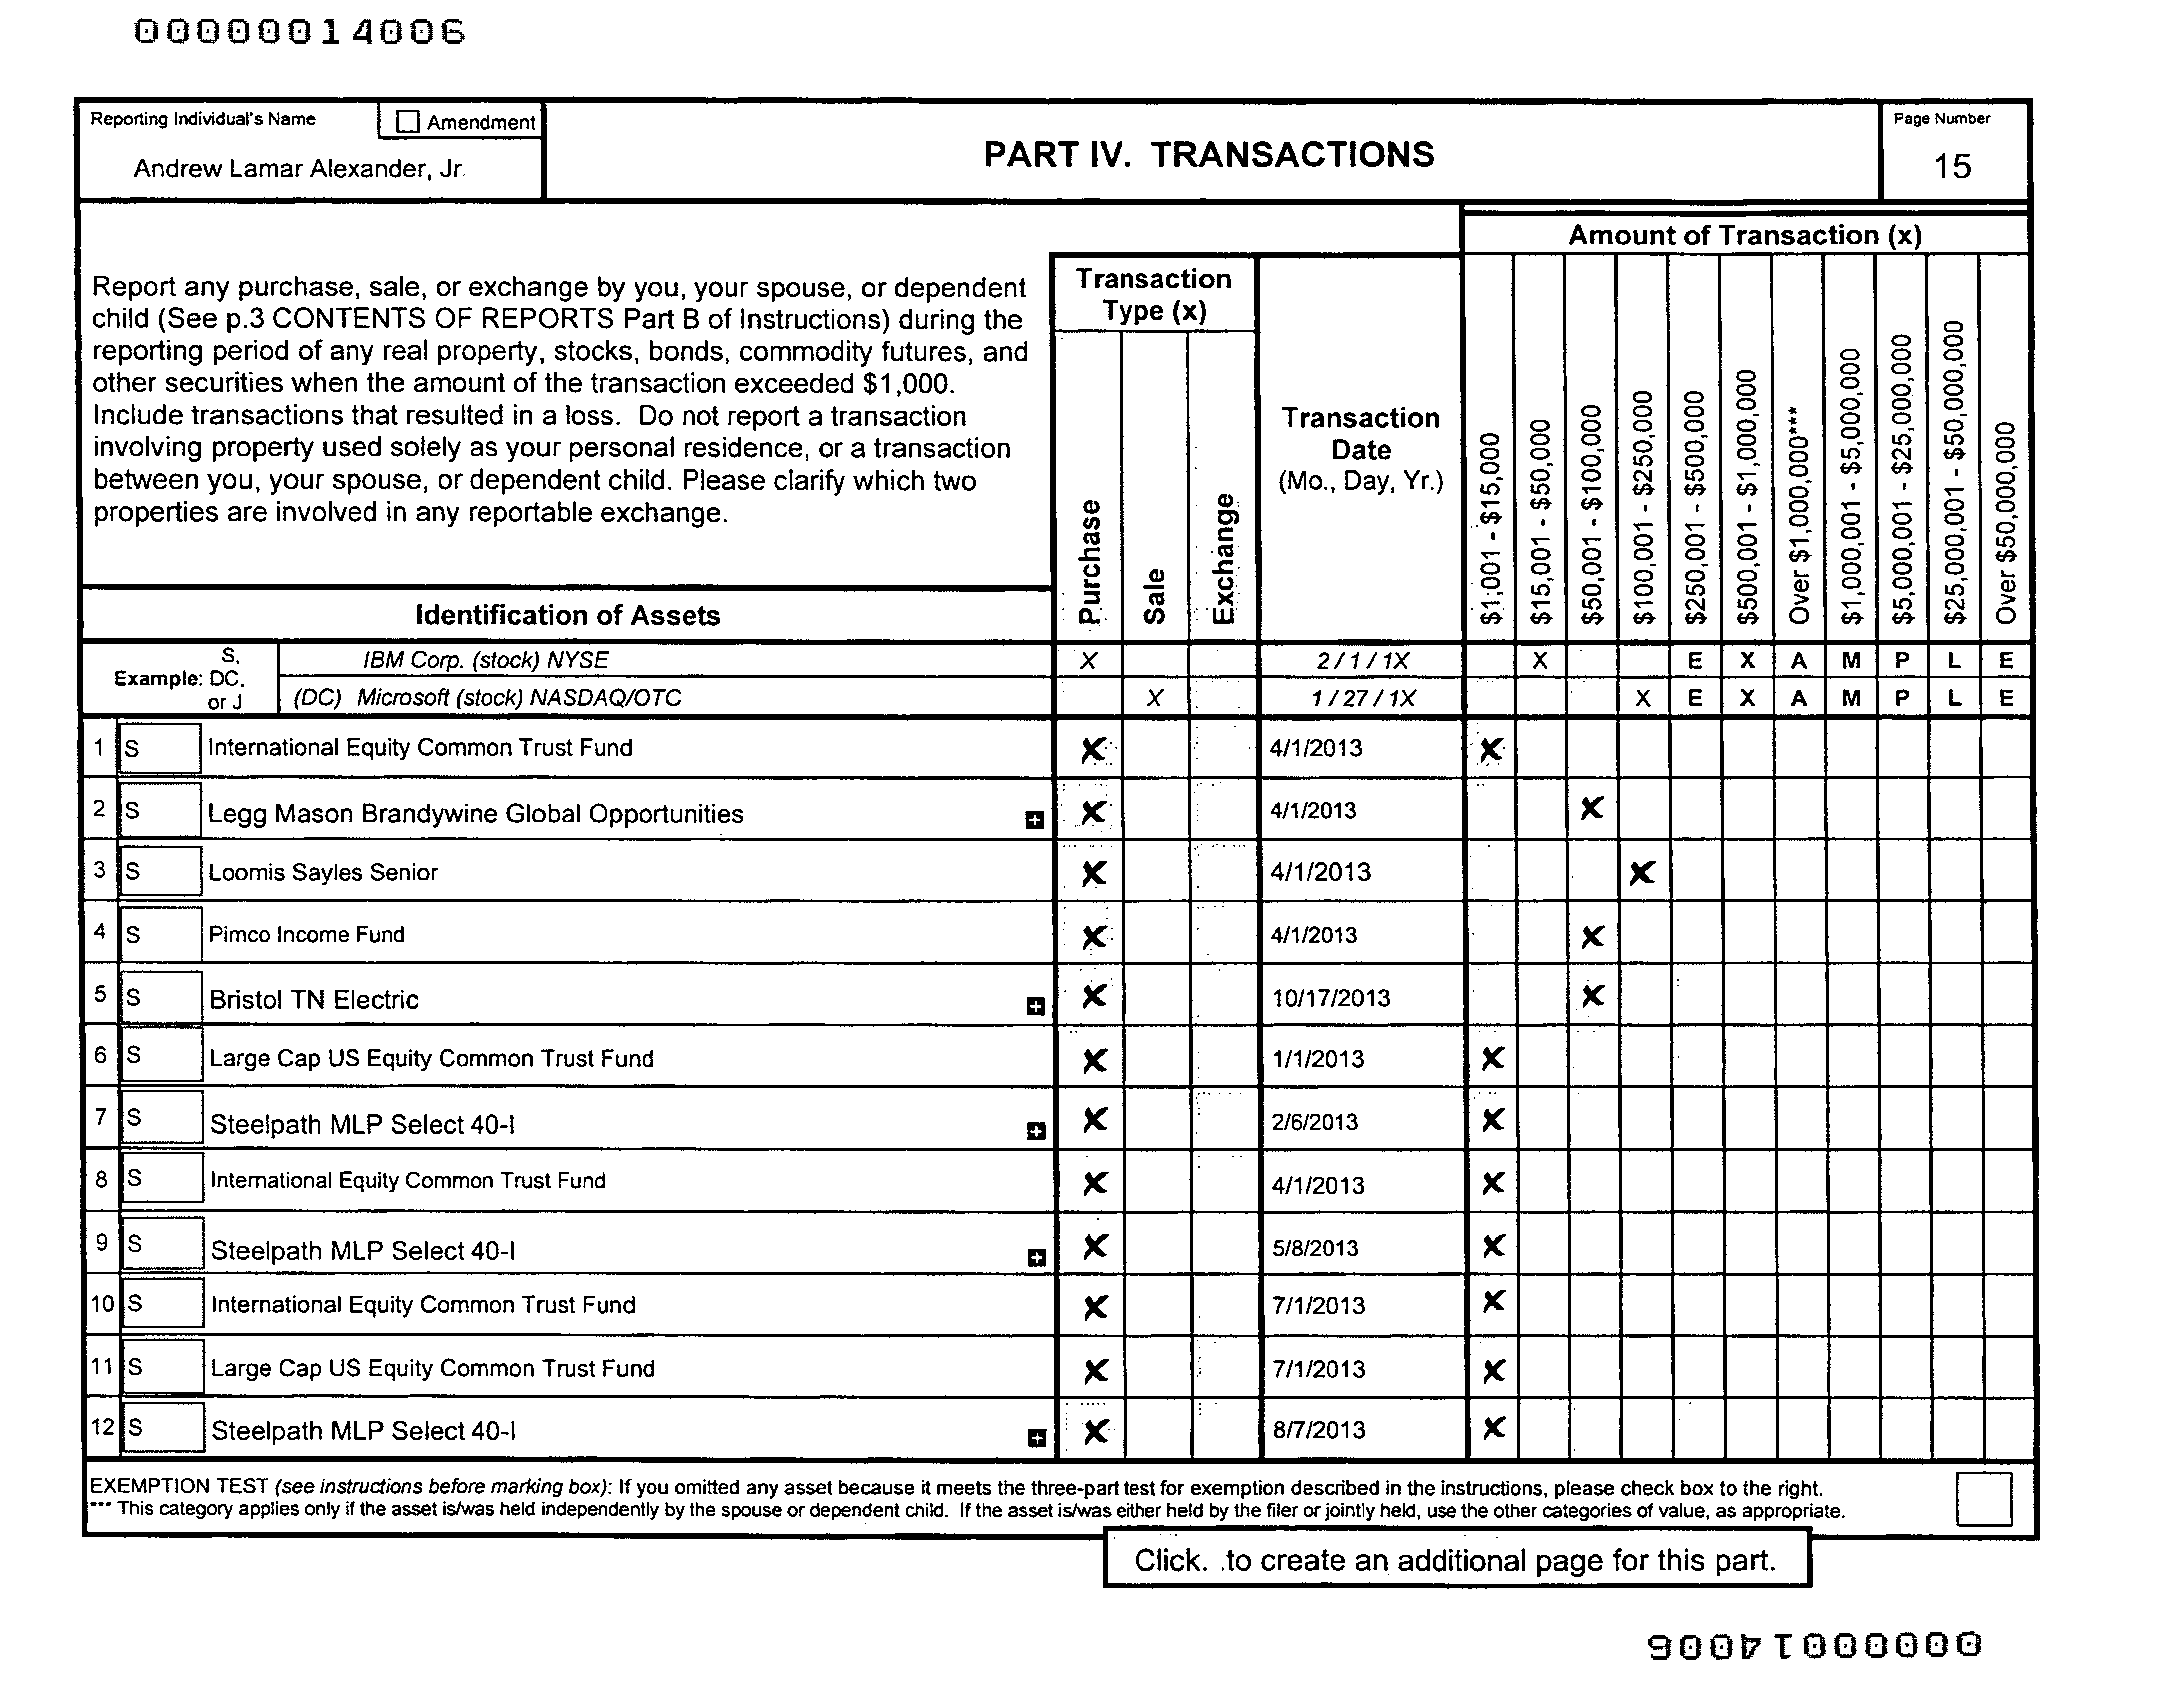 00000014006
Reporting Individual's Name
☐ Amendment
Andrew Lamar Alexander, Jr.
PART IV. TRANSACTIONS
Page Number
15
Report any purchase, sale, or exchange by you, your spouse, or dependent
child (See p.3 CONTENTS OF REPORTS Part B of Instructions) during the
reporting period of any real property, stocks, bonds, commodity futures, and
other securities when the amount of the transaction exceeded $1,000.
Include transactions that resulted in a loss. Do not report a transaction
involving property used solely as your personal residence, or a transaction
between you, your spouse, or dependent child. Please clarify which two
properties are involved in any reportable exchange.
Identification of Assets
Transaction
Type (x)
Purchase
Sale
Exchange
Transaction
Date
(Mo., Day, Yr.)
Amount of Transaction (x)
$1,001 - $15,000
$15,001 - $50,000
$50,001 - $100,000
$100,001 - $250,000
$250,001 - $500,000
$500,001 - $1,000,000
Over $1,000,000***
$1,000,001 - $5,000,000
$5,000,001 - $25,000,000
$25,000,001 - $50,000,000
Over $50,000,000
Example: S, DC, or J
IBM Corp. (stock) NYSE X 2/1/1X X E X A M P L E
(DC) Microsoft (stock) NASDAQ/OTC X 1/27/1X X E X A M P L E
1 S International Equity Common Trust Fund X 4/1/2013 X
2 S Legg Mason Brandywine Global Opportunities + X 4/1/2013 X
3 S Loomis Sayles Senior X 4/1/2013 X
4 S Pimco Income Fund X 4/1/2013 X
5 S Bristol TN Electric + X 10/17/2013 X
6 S Large Cap US Equity Common Trust Fund X 1/1/2013 X
7 S Steelpath MLP Select 40-I + X 2/6/2013 X
8 S International Equity Common Trust Fund X 4/1/2013 X
9 S Steelpath MLP Select 40-I + X 5/8/2013 X
10 S International Equity Common Trust Fund X 7/1/2013 X
11 S Large Cap US Equity Common Trust Fund X 7/1/2013 X
12 S Steelpath MLP Select 40-I + X 8/7/2013 X
EXEMPTION TEST (see instructions before marking box): If you omitted any asset because it meets the three-part test for exemption described in the instructions, please check box to the right.
*** This category applies only if the asset is/was held independently by the spouse or dependent child. If the asset is/was either held by the filer or jointly held, use the other categories of value, as appropriate.
Click. .to create an additional page for this part.
00000014006